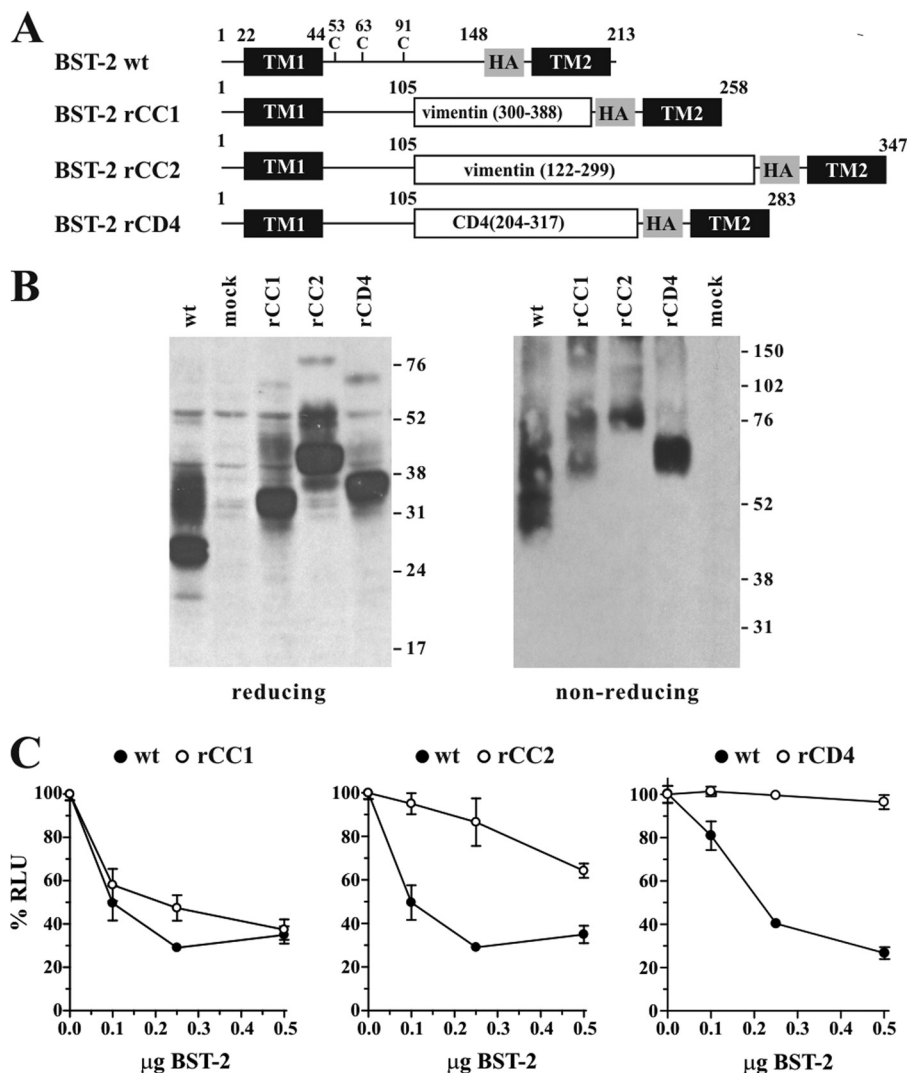 A
1 22 44 53 63 91 148 213
C C C
BST-2 wt TM1 HA TM2
1 105 258
BST-2 rCC1 TM1 vimentin (300-388) HA TM2
1 105 347
BST-2 rCC2 TM1 vimentin (122-299) HA TM2
1 105 283
BST-2 rCD4 TM1 CD4(204-317) HA TM2
B
wt mock rCC1 rCC2 rCD4
- 76
- 52
- 38
- 31
- 24
- 17
reducing
wt rCC1 rCC2 rCD4 mock
- 150
- 102
- 76
- 52
- 38
- 31
non-reducing
C
wt rCC1
% RLU
100
80
60
40
20
0
0.0 0.1 0.2 0.3 0.4 0.5
µg BST-2
wt rCC2
100
80
60
40
20
0
0.0 0.1 0.2 0.3 0.4 0.5
µg BST-2
wt rCD4
100
80
60
40
20
0
0.0 0.1 0.2 0.3 0.4 0.5
µg BST-2